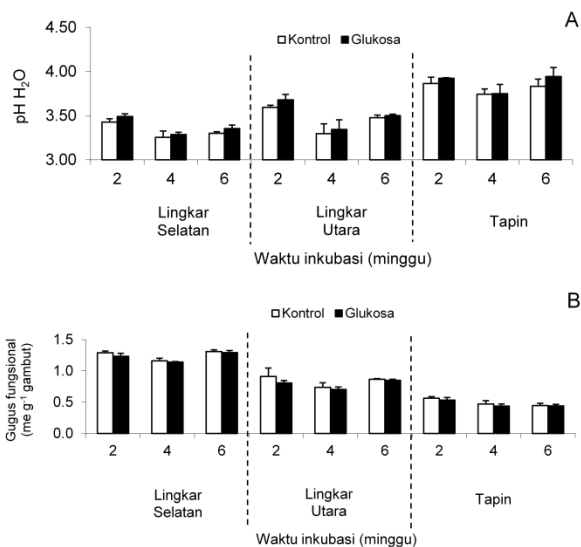 A
Kontrol Glukosa
pH H₂O
4.50
4.00
3.50
3.00
2 4 6 2 4 6 2 4 6
Lingkar
Selatan
Lingkar
Utara
Tapin
Waktu inkubasi (minggu)
B
Kontrol Glukosa
Gugus fungsional
(me g⁻¹ gambut)
1.5
1.0
0.5
0.0
2 4 6 2 4 6 2 4 6
Lingkar
Selatan
Lingkar
Utara
Tapin
Waktu inkubasi (minggu)